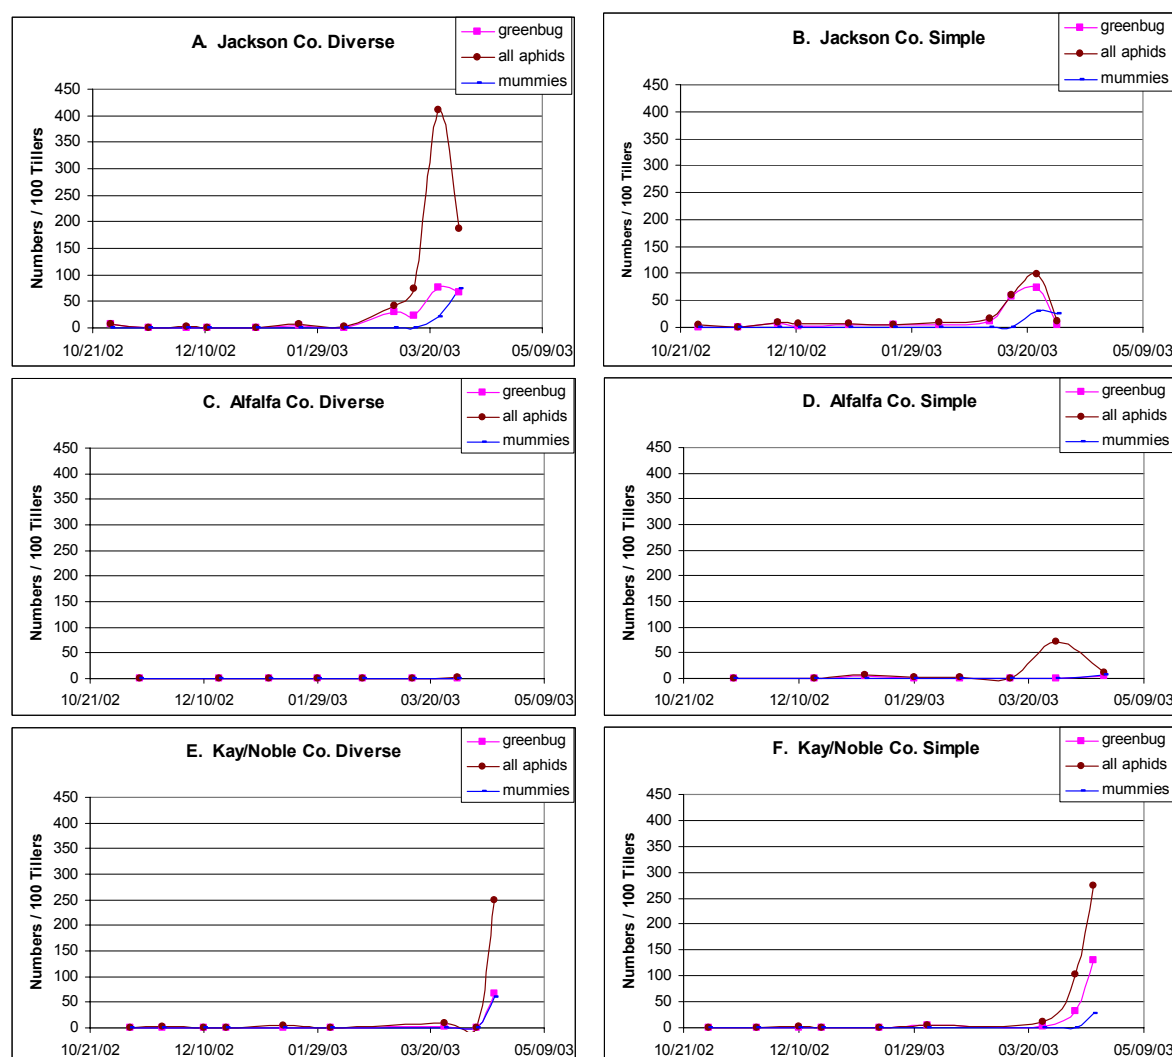 A. Jackson Co. Diverse
greenbug
all aphids
mummies
Numbers / 100 Tillers
450
400
350
300
250
200
150
100
50
0
10/21/02 12/10/02 01/29/03 03/20/03 05/09/03
B. Jackson Co. Simple
greenbug
all aphids
mummies
Numbers / 100 Tillers
450
400
350
300
250
200
150
100
50
0
10/21/02 12/10/02 01/29/03 03/20/03 05/09/03
C. Alfalfa Co. Diverse
greenbug
all aphids
mummies
Numbers / 100 Tillers
450
400
350
300
250
200
150
100
50
0
10/21/02 12/10/02 01/29/03 03/20/03 05/09/03
D. Alfalfa Co. Simple
greenbug
all aphids
mummies
Numbers / 100 Tillers
450
400
350
300
250
200
150
100
50
0
10/21/02 12/10/02 01/29/03 03/20/03 05/09/03
E. Kay/Noble Co. Diverse
greenbug
all aphids
mummies
Numbers / 100 Tillers
450
400
350
300
250
200
150
100
50
0
10/21/02 12/10/02 01/29/03 03/20/03 05/09/03
F. Kay/Noble Co. Simple
greenbug
all aphids
mummies
Numbers / 100 Tillers
450
400
350
300
250
200
150
100
50
0
10/21/02 12/10/02 01/29/03 03/20/03 05/09/03